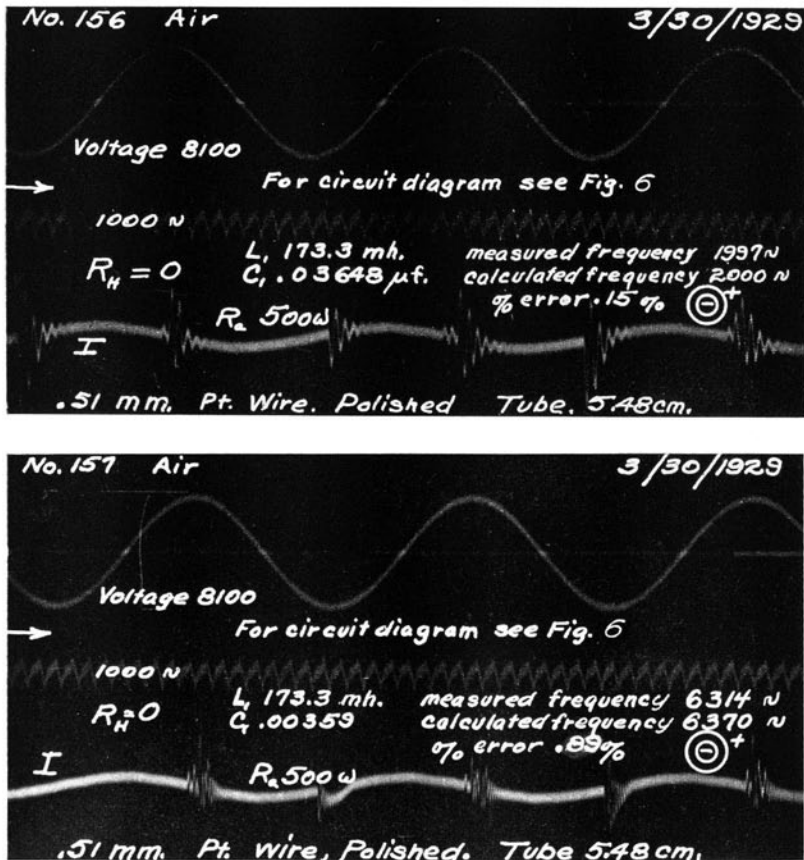 No. 156 Air 3/30/1929
Voltage 8100
For circuit diagram see Fig. 6
1000 ~
L, 173.3 mh. measured frequency 1997 ~
R_H = 0 C, .03648 μf. calculated frequency 2000 ~
% error .15 %
⊖ +
R_a 500 ω
I
.51 mm. Pt. Wire. Polished Tube. 5.48 cm.
No. 157 Air 3/30/1929
Voltage 8100
For circuit diagram see Fig. 6
1000 ~
L, 173.3 mh. measured frequency 6314 ~
R_H = 0 C, .00359 calculated frequency 6370 ~
% error .89 %
⊖ +
I R_a 500 ω
.51 mm. Pt. Wire, Polished. Tube 5.48 cm.